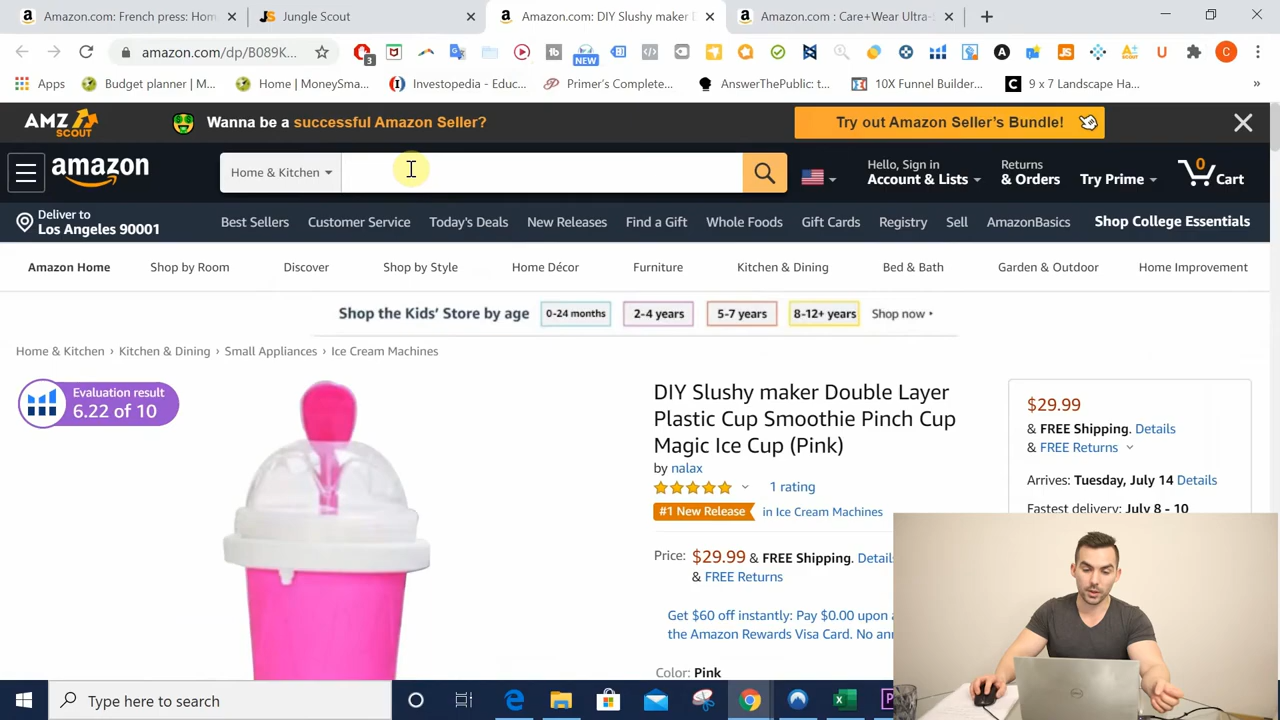 Amazon.com: French press: Hom
Jungle Scout
Amazon.com: DIY Slushy maker D
Amazon.com : Care+Wear Ultra-
amazon.com/dp/B089K...
3
NEW
tb
A
JS
U
C
Apps
Budget planner | M...
Home | MoneySma...
Investopedia - Educ...
Primer's Complete...
AnswerThePublic: t...
10X Funnel Builder...
C
9 x 7 Landscape Ha...
»
AMZ SCOUT
Wanna be a successful Amazon Seller?
Try out Amazon Seller's Bundle!
amazon
Home & Kitchen
Hello, Sign in
Account & Lists
Returns
& Orders
Try Prime
0
Cart
Deliver to
Los Angeles 90001
Best Sellers
Customer Service
Today's Deals
New Releases
Find a Gift
Whole Foods
Gift Cards
Registry
Sell
AmazonBasics
Shop College Essentials
Amazon Home
Shop by Room
Discover
Shop by Style
Home Décor
Furniture
Kitchen & Dining
Bed & Bath
Garden & Outdoor
Home Improvement
Shop the Kids' Store by age
0-24 months
2-4 years
5-7 years
8-12+ years
Shop now
Home & Kitchen › Kitchen & Dining › Small Appliances › Ice Cream Machines
Evaluation result
6.22 of 10
DIY Slushy maker Double Layer
Plastic Cup Smoothie Pinch Cup
Magic Ice Cup (Pink)
by nalax
1 rating
#1 New Release in Ice Cream Machines
Price: $29.99 & FREE Shipping. Detail
& FREE Returns
Get $60 off instantly: Pay $0.00 upon a
the Amazon Rewards Visa Card. No an
Color: Pink
$29.99
& FREE Shipping. Details
& FREE Returns
Arrives: Tuesday, July 14 Details
Fastest delivery: July 8 - 10
Type here to search
DELL